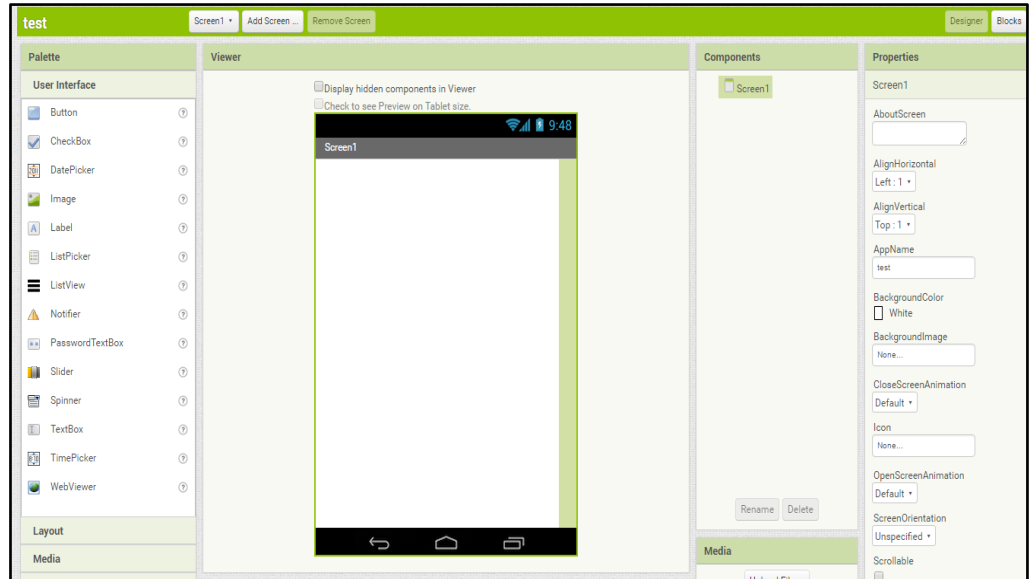 test
Screen1
Add Screen ...
Remove Screen
Designer
Blocks
Palette
User Interface
Button
CheckBox
DatePicker
Image
Label
ListPicker
ListView
Notifier
PasswordTextBox
Slider
Spinner
TextBox
TimePicker
WebViewer
Layout
Media
Viewer
Display hidden components in Viewer
Check to see Preview on Tablet size.
9:48
Screen1
Components
Screen1
Rename
Delete
Media
Properties
Screen1
AboutScreen
AlignHorizontal
Left : 1
AlignVertical
Top : 1
AppName
test
BackgroundColor
White
BackgroundImage
None...
CloseScreenAnimation
Default
Icon
None...
OpenScreenAnimation
Default
ScreenOrientation
Unspecified
Scrollable